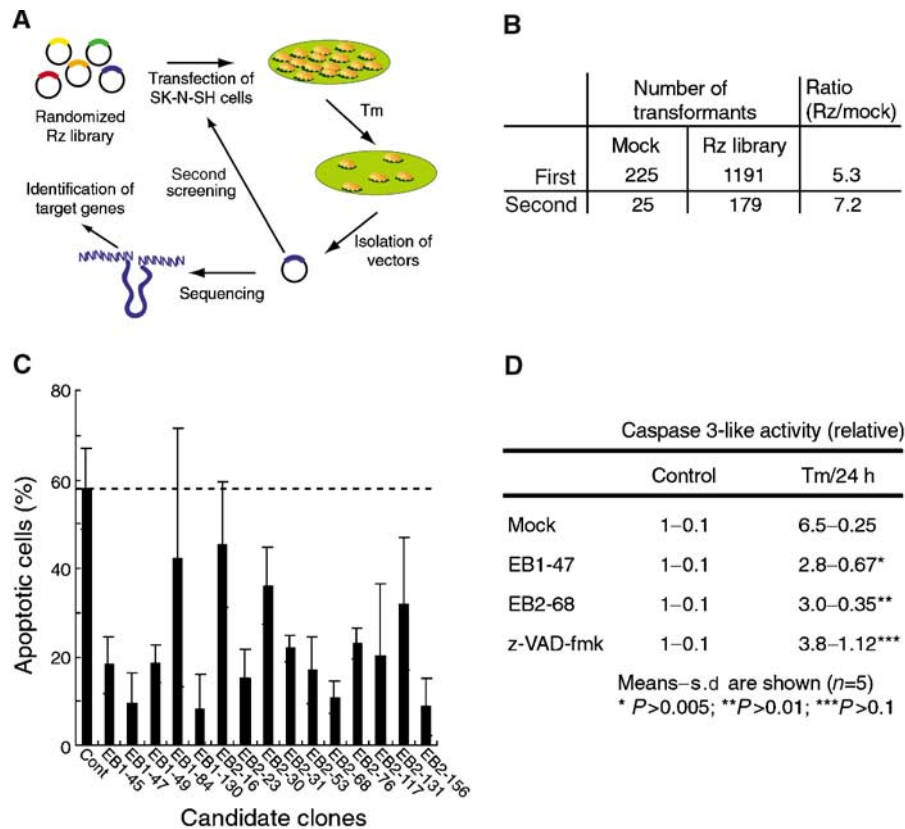 A
Randomized
Rz library
Transfection of
SK-N-SH cells
Tm
Second
screening
Isolation of
vectors
Sequencing
NNNNNNN NNNNNN
Identification of
target genes
B
Number of
transformants
Ratio
(Rz/mock)
Mock Rz library
First 225 1191 5.3
Second 25 179 7.2
C
Apoptotic cells (%)
80
60
40
20
0
Cont
EB1-45
EB1-47
EB1-49
EB1-84
EB1-130
EB2-16
EB2-23
EB2-30
EB2-31
EB2-53
EB2-68
EB2-76
EB2-117
EB2-131
EB2-156
Candidate clones
D
Caspase 3-like activity (relative)
Control Tm/24 h
Mock 1–0.1 6.5–0.25
EB1-47 1–0.1 2.8–0.67*
EB2-68 1–0.1 3.0–0.35**
z-VAD-fmk 1–0.1 3.8–1.12***
Means–s.d are shown (n=5)
* P>0.005; **P>0.01; ***P>0.1